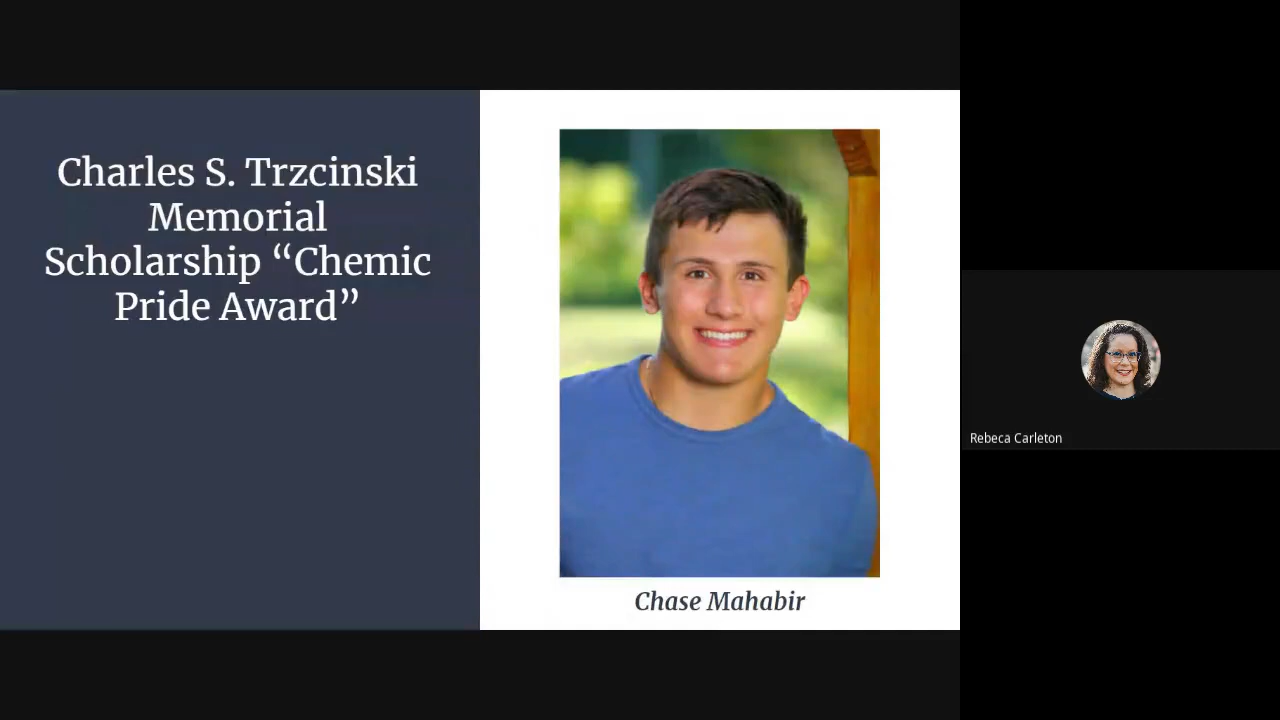 Charles S. Trzcinski
Memorial
Scholarship “Chemic
Pride Award”
Chase Mahabir
Rebeca Carleton